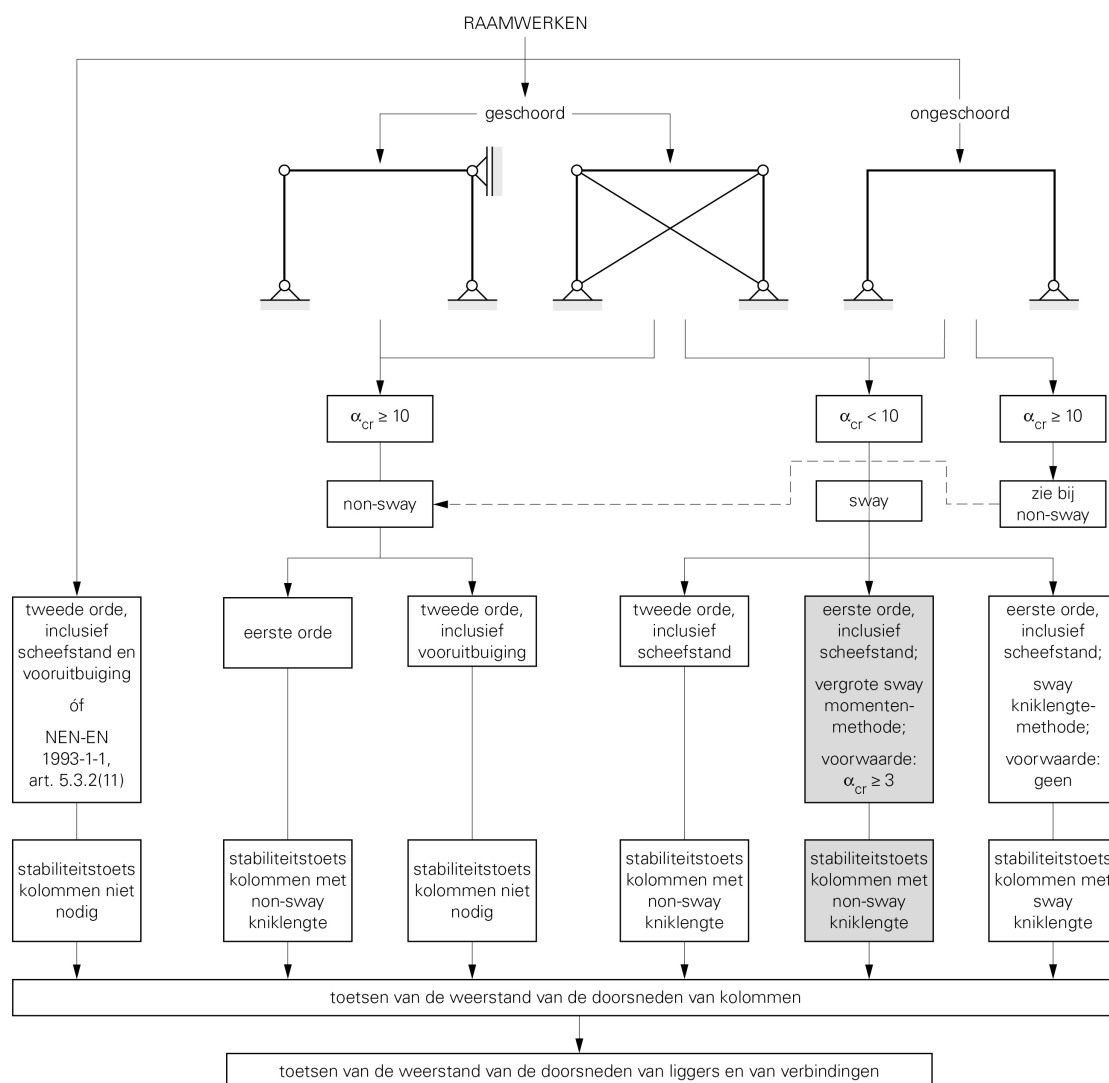 RAAMWERKEN
geschoord
ongeschoord
α_cr ≥ 10
α_cr < 10
α_cr ≥ 10
non-sway
sway
zie bij
non-sway
tweede orde,
inclusief
scheefstand en
vooruitbuiging
óf
NEN-EN
1993-1-1,
art. 5.3.2(11)
eerste orde
tweede orde,
inclusief
vooruitbuiging
tweede orde,
inclusief
scheefstand
eerste orde,
inclusief
scheefstand;
vergrote sway
momenten-
methode;
voorwaarde:
α_cr ≥ 3
eerste orde,
inclusief
scheefstand;
sway
kniklengte-
methode;
voorwaarde:
geen
stabiliteitstoets
kolommen niet
nodig
stabiliteitstoets
kolommen met
non-sway
kniklengte
stabiliteitstoets
kolommen niet
nodig
stabiliteitstoets
kolommen met
non-sway
kniklengte
stabiliteitstoets
kolommen met
non-sway
kniklengte
stabiliteitstoets
kolommen met
sway
kniklengte
toetsen van de weerstand van de doorsneden van kolommen
toetsen van de weerstand van de doorsneden van liggers en van verbindingen